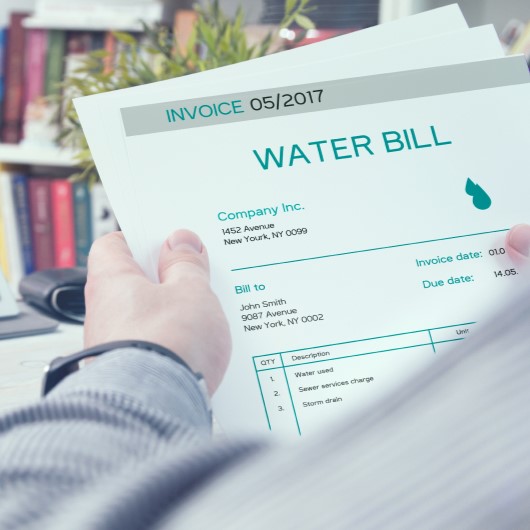 INVOICE 05/2017
WATER BILL
Company Inc.
1452 Avenue
New Yourk, NY 0099
Invoice date: 01.0
Due date: 14.05.
Bill to
John Smith
9087 Avenue
New York, NY 0002
QTY Description Unit
1. Water used
2. Sewer services charge
3. Storm drain